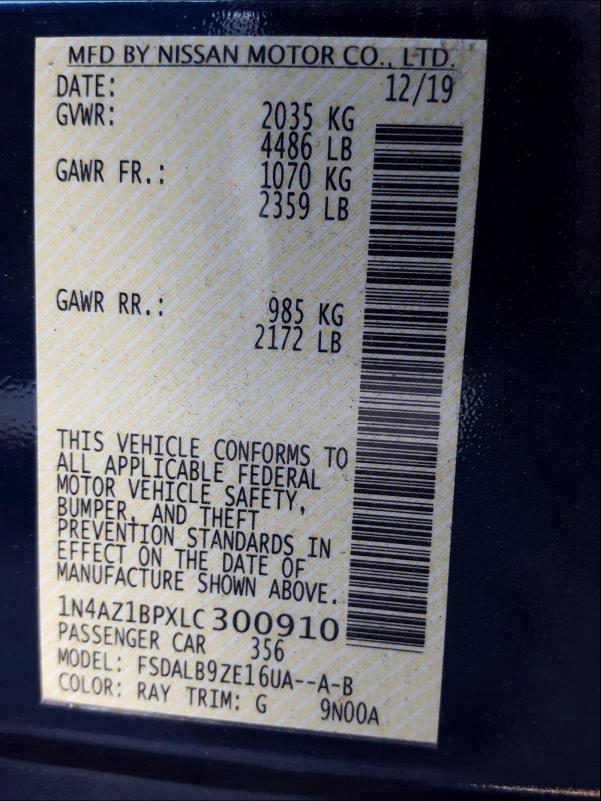 MFD BY NISSAN MOTOR CO., LTD.
DATE: 12/19
GVWR: 2035 KG
4486 LB
GAWR FR.: 1070 KG
2359 LB
GAWR RR.: 985 KG
2172 LB
THIS VEHICLE CONFORMS TO
ALL APPLICABLE FEDERAL
MOTOR VEHICLE SAFETY,
BUMPER, AND THEFT
PREVENTION STANDARDS IN
EFFECT ON THE DATE OF
MANUFACTURE SHOWN ABOVE.
1N4AZ1BPXLC300910
PASSENGER CAR 356
MODEL: FSDALB9ZE16UA--A-B
COLOR: RAY TRIM: G 9N00A